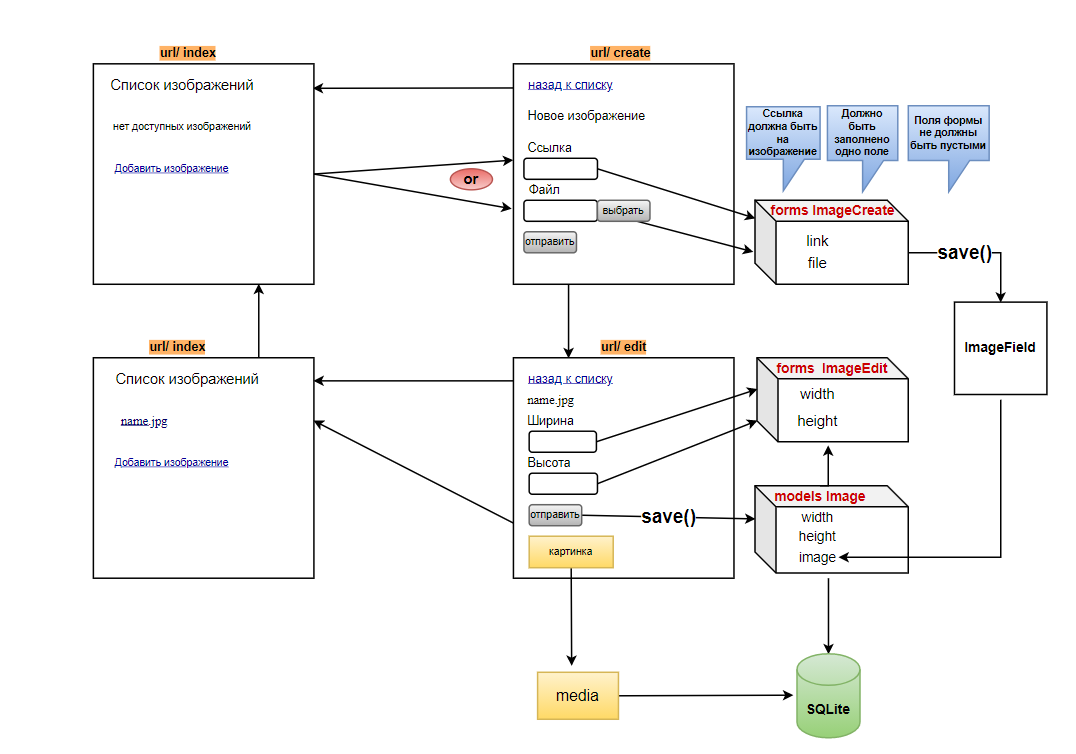 url/ index
Список изображений
нет доступных изображений
Добавить изображение
or
url/ create
назад к списку
Новое изображение
Ссылка
Файл
выбрать
отправить
Ссылка
должна быть
на
изображение
Должно
быть
заполнено
одно поле
Поля формы
не должны
быть пустыми
forms ImageCreate
link
file
save()
ImageField
url/ index
Список изображений
name.jpg
Добавить изображение
url/ edit
назад к списку
name.jpg
Ширина
Высота
отправить
картинка
save()
forms ImageEdit
width
height
models Image
width
height
image
media
SQLite